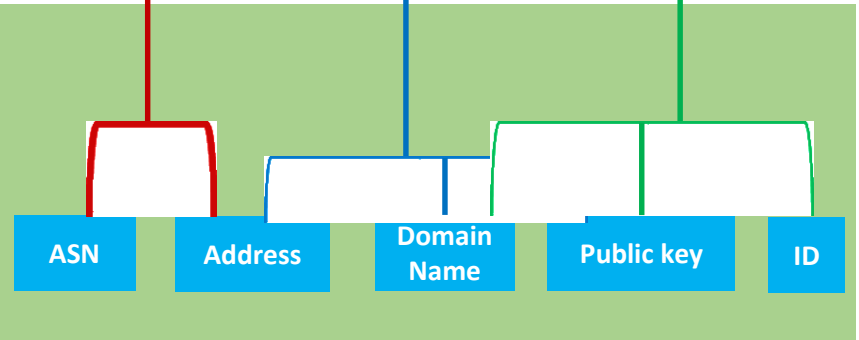 ASN
Address
Domain
Name
Public key
ID